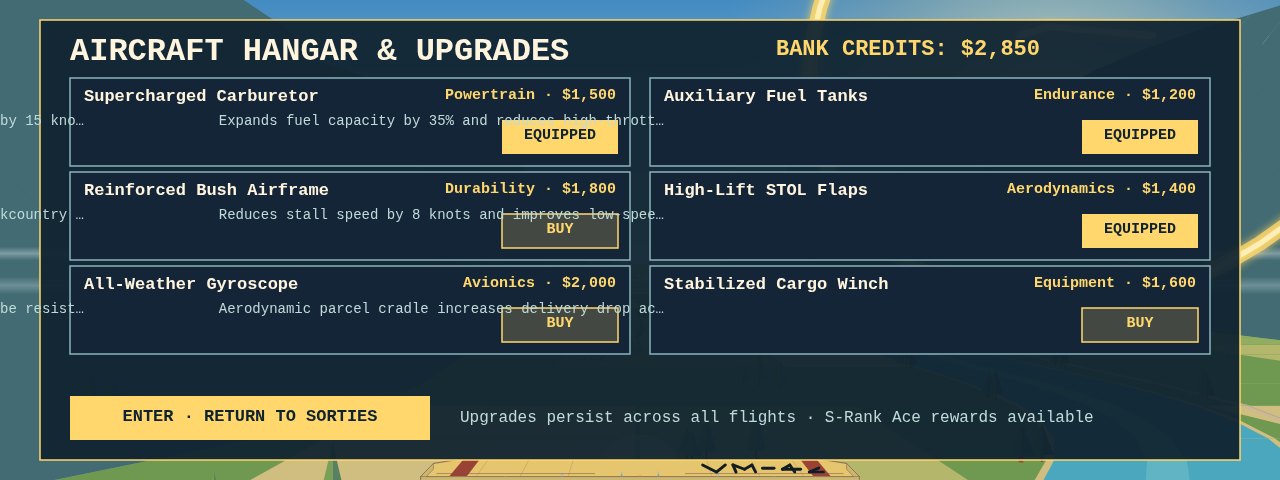 AIRCRAFT HANGAR & UPGRADES
BANK CREDITS: $2,850
Supercharged Carburetor
Powertrain · $1,500
by 15 kno…
EQUIPPED
Auxiliary Fuel Tanks
Endurance · $1,200
Expands fuel capacity by 35% and reduces high-thrott…
EQUIPPED
Reinforced Bush Airframe
Durability · $1,800
kcountry …
BUY
High-Lift STOL Flaps
Aerodynamics · $1,400
Reduces stall speed by 8 knots and improves low-spee…
EQUIPPED
All-Weather Gyroscope
Avionics · $2,000
be resist…
BUY
Stabilized Cargo Winch
Equipment · $1,600
Aerodynamic parcel cradle increases delivery drop ac…
BUY
ENTER · RETURN TO SORTIES
Upgrades persist across all flights · S-Rank Ace rewards available